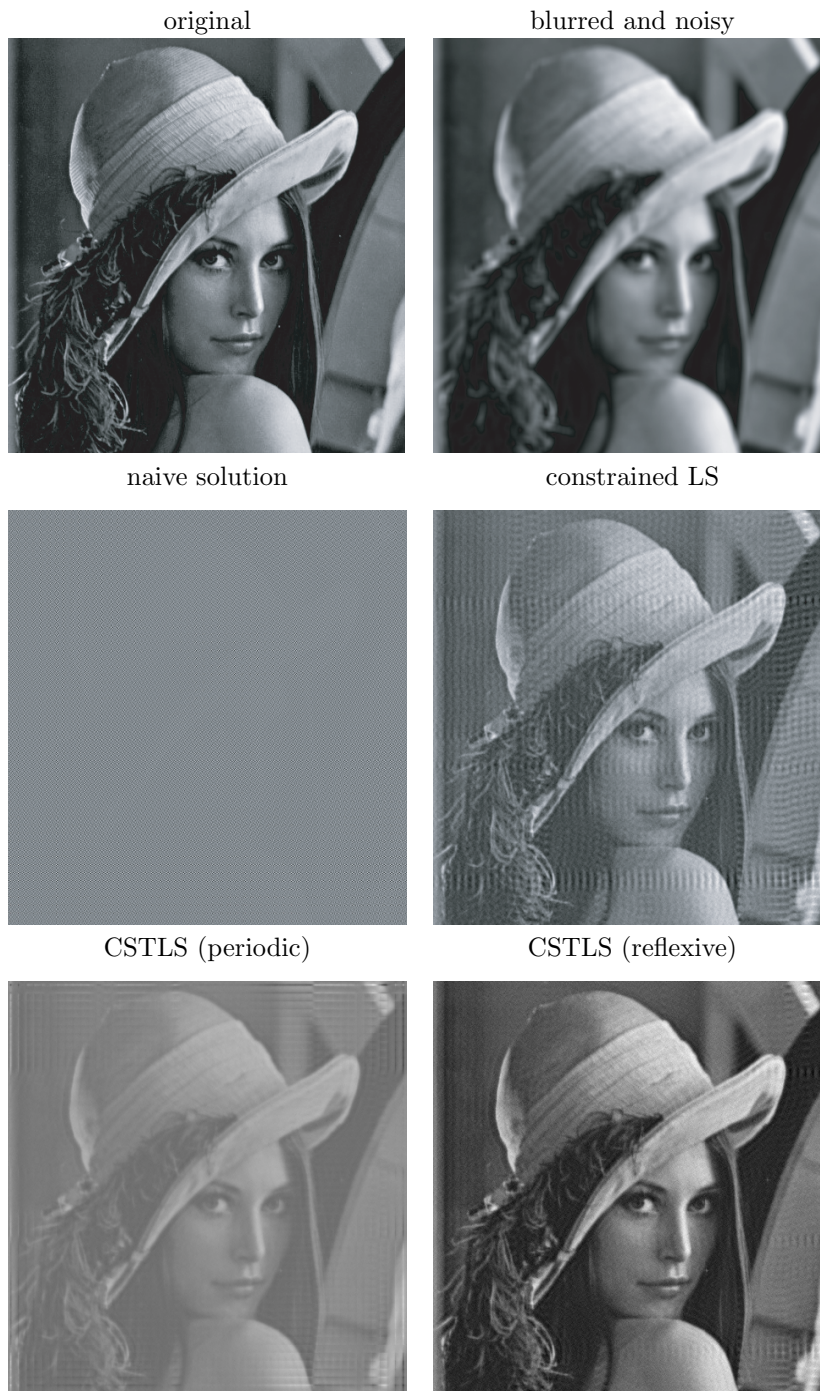 original
blurred and noisy
naive solution
constrained LS
CSTLS (periodic)
CSTLS (reflexive)